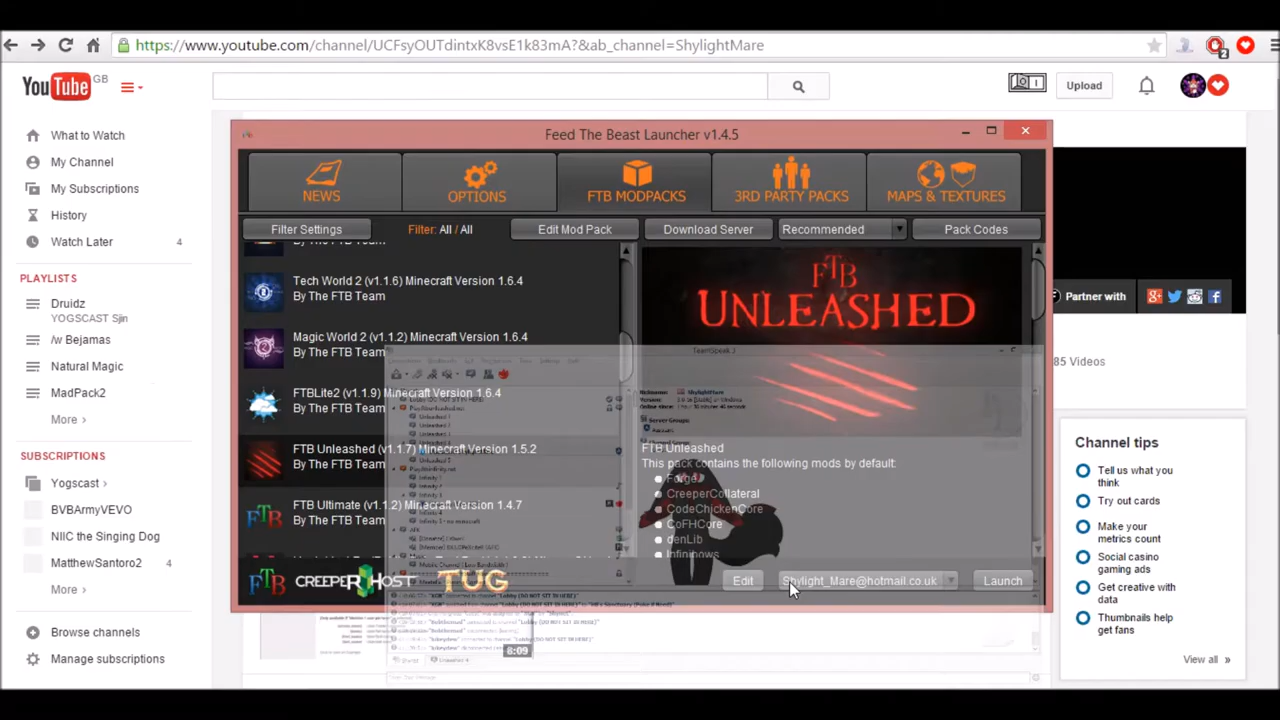 https://www.youtube.com/channel/UCFsyOUTdintxK8vsE1k83mA?&ab_channel=ShylightMare
2
YouTube GB
Upload
What to Watch
My Channel
My Subscriptions
History
Watch Later 4
PLAYLISTS
Druidz
YOGSCAST Sjin
/w Bejamas
Natural Magic
MadPack2
More ›
SUBSCRIPTIONS
Yogscast ›
BVBArmyVEVO
NIIC the Singing Dog
MatthewSantoro2 4
More ›
Browse channels
Manage subscriptions
Feed The Beast Launcher v1.4.5
NEWS
OPTIONS
FTB MODPACKS
3RD PARTY PACKS
MAPS & TEXTURES
Filter Settings
Filter: All / All
Edit Mod Pack
Download Server
Recommended
Pack Codes
By The FTB Team
Tech World 2 (v1.1.6) Minecraft Version 1.6.4
By The FTB Team
Magic World 2 (v1.1.2) Minecraft Version 1.6.4
By The FTB Team
FTBLite2 (v1.1.9) Minecraft Version 1.6.4
By The FTB Team
FTB Unleashed (v1.1.7) Minecraft Version 1.5.2
By The FTB Team
FTB Ultimate (v1.1.2) Minecraft Version 1.4.7
By The FTB Team
FTB
UNLEASHED
TeamSpeak 3
FTB Unleashed
This pack contains the following mods by default:
Forge
CreeperCollateral
CodeChickenCore
CoFHCore
denLib
Infinibows
FTB CREEPERHOST TUG
Edit
Shylight_Mare@hotmail.co.uk
Launch
8:09
Partner with
85 Videos
Channel tips
Tell us what you
think
Try out cards
Make your
metrics count
Social casino
gaming ads
Get creative with
data
Thumbnails help
get fans
View all »